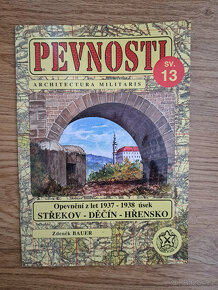 PEVNOSTI
SV.
13
ARCHITECTURA MILITARIS
Opevnění z let 1937 - 1938 úsek
STŘEKOV - DĚČÍN - HŘENSKO
Zdeněk BAUER